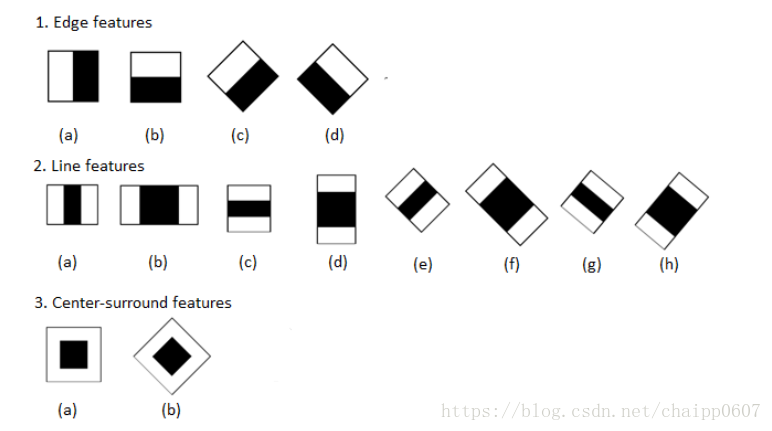 1. Edge features
(a) (b) (c) (d)
2. Line features
(a) (b) (c) (d) (e) (f) (g) (h)
3. Center-surround features
(a) (b)
https://blog.csdn.net/chaipp0607